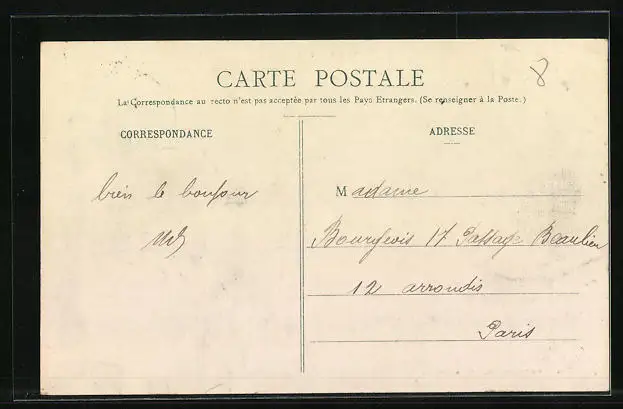 8
CARTE POSTALE
La Correspondance au recto n'est pas acceptée par tous les Pays Etrangers. (Se renseigner à la Poste.)
CORRESPONDANCE
bien le bonjour
ADRESSE
Madame
Bourgeois 17 Passage Beaulieu
12 arrondis
Paris